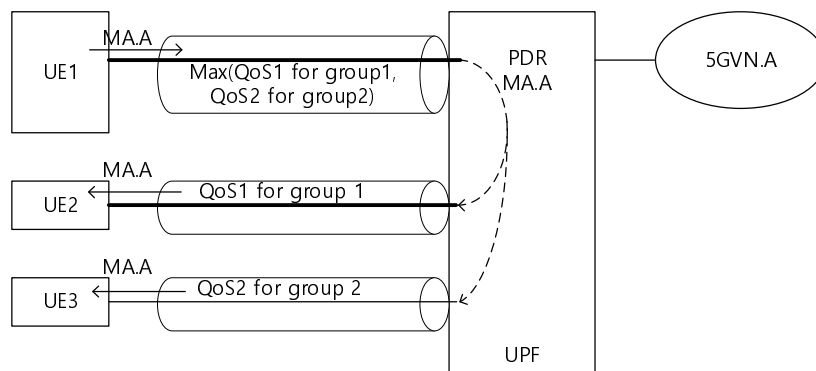 MA.A
UE1
Max(QoS1 for group1,
QoS2 for group2)
PDR
MA.A
5GVN.A
MA.A
UE2
QoS1 for group 1
MA.A
UE3
QoS2 for group 2
UPF